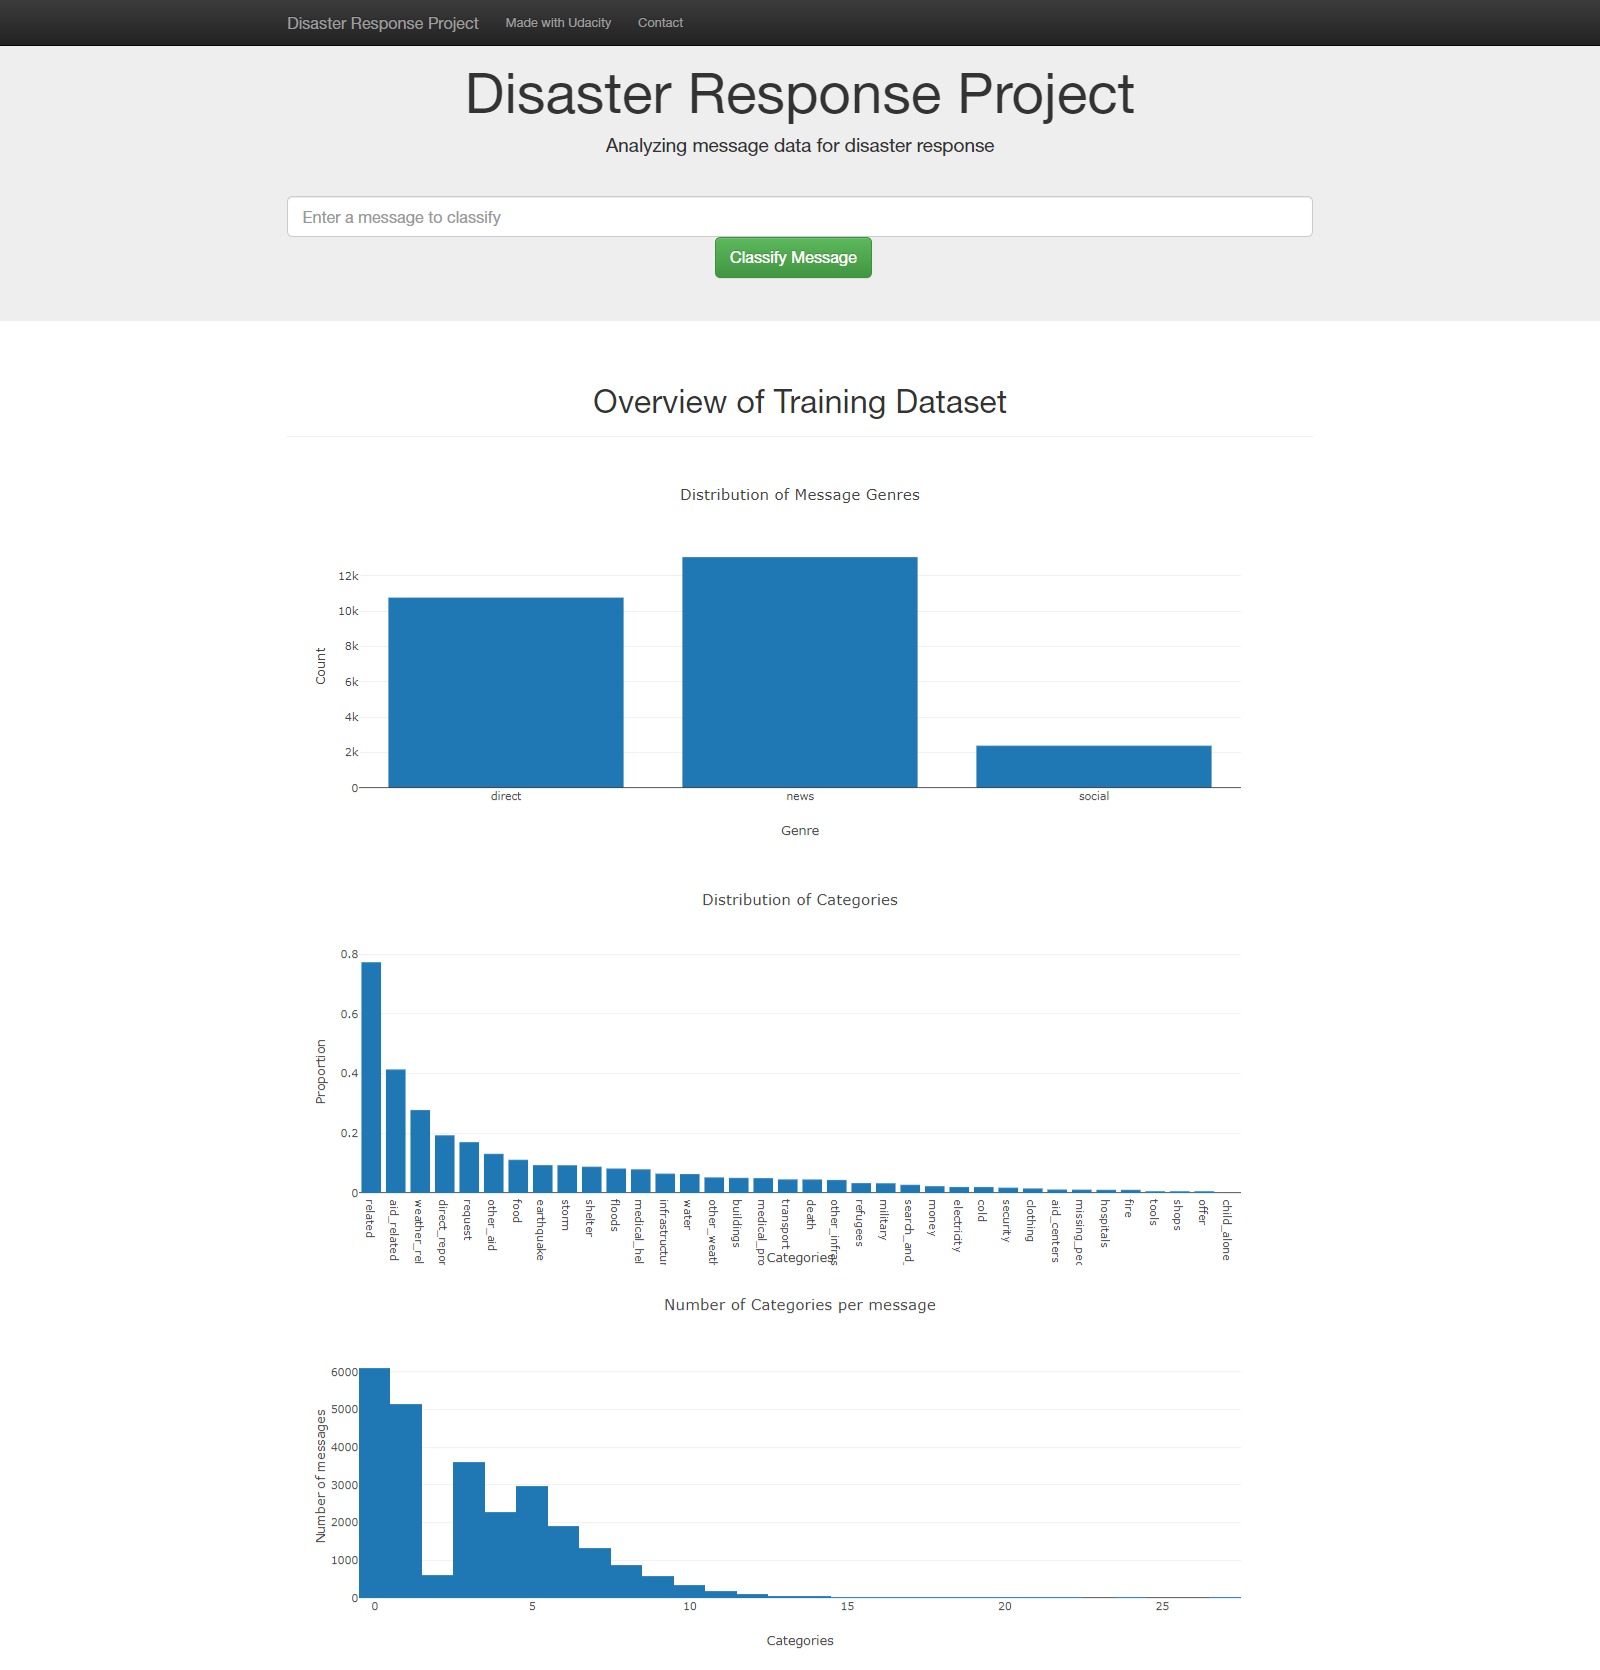 Disaster Response Project Made with Udacity Contact
Disaster Response Project
Analyzing message data for disaster response
Enter a message to classify
Classify Message
Overview of Training Dataset
Distribution of Message Genres
12k
10k
8k
6k
4k
2k
0
Count
direct news social
Genre
Distribution of Categories
0.8
0.6
0.4
0.2
0
Proportion
related
aid_related
weather_rel
direct_repor
request
other_aid
food
earthquake
storm
shelter
floods
medical_hel
infrastructur
water
other_weath
buildings
medical_pro
transport
death
other_infras
refugees
military
search_and_
money
electricity
cold
security
clothing
aid_centers
missing_peo
hospitals
fire
tools
shops
offer
child_alone
Categories
Number of Categories per message
6000
5000
4000
3000
2000
1000
0
Number of messages
0 5 10 15 20 25
Categories